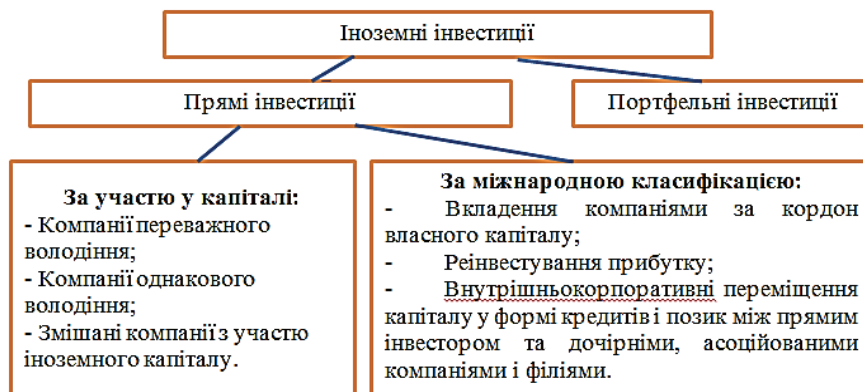 Іноземні інвестиції
Прямі інвестиції
Портфельні інвестиції
За участю у капіталі:
- Компанії переважного
володіння;
- Компанії однакового
володіння;
- Змішані компанії з участю
іноземного капіталу.
За міжнародною класифікацією:
- Вкладення компаніями за кордон
власного капіталу;
- Реінвестування прибутку;
- Внутрішньокорпоративні переміщення
капіталу у формі кредитів і позик між прямим
інвестором та дочірніми, асоційованими
компаніями і філіями.